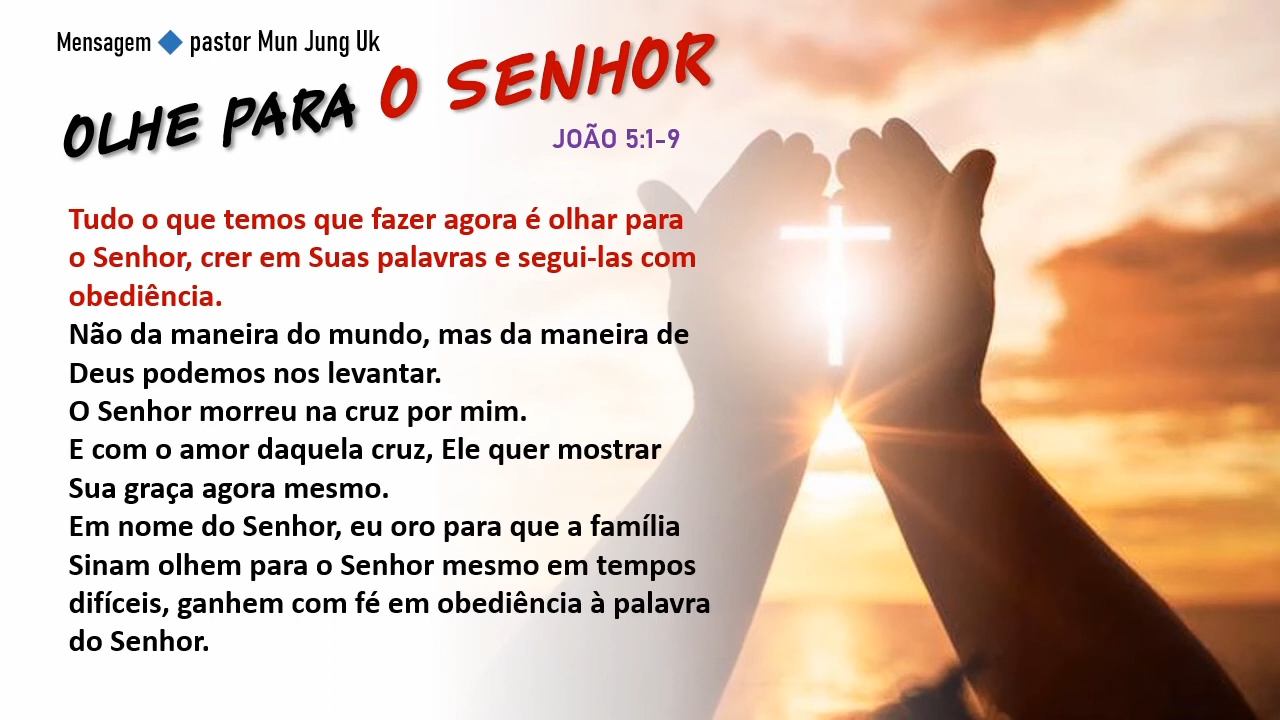 Mensagem ◆ pastor Mun Jung Uk
OLHE PARA O SENHOR
JOÃO 5:1-9
Tudo o que temos que fazer agora é olhar para
o Senhor, crer em Suas palavras e segui-las com
obediência.
Não da maneira do mundo, mas da maneira de
Deus podemos nos levantar.
O Senhor morreu na cruz por mim.
E com o amor daquela cruz, Ele quer mostrar
Sua graça agora mesmo.
Em nome do Senhor, eu oro para que a família
Sinam olhem para o Senhor mesmo em tempos
difíceis, ganhem com fé em obediência à palavra
do Senhor.